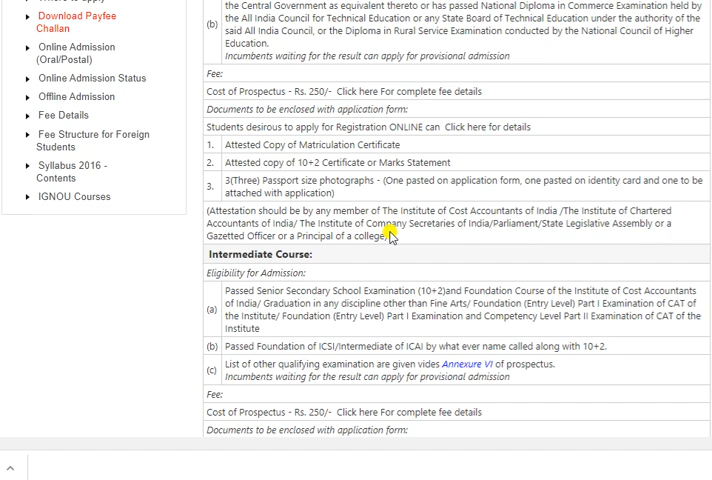 Download Payfee
Challan
Online Admission
(Oral/Postal)
Online Admission Status
Offline Admission
Fee Details
Fee Structure for Foreign
Students
Syllabus 2016 -
Contents
IGNOU Courses
the Central Government as equivalent thereto or has passed National Diploma in Commerce Examination held by
the All India Council for Technical Education or any State Board of Technical Education under the authority of the
(b) said All India Council, or the Diploma in Rural Service Examination conducted by the National Council of Higher
Education.
Incumbents waiting for the result can apply for provisional admission
Fee:
Cost of Prospectus - Rs. 250/- Click here For complete fee details
Documents to be enclosed with application form:
Students desirous to apply for Registration ONLINE can Click here for details
1. Attested Copy of Matriculation Certificate
2. Attested copy of 10+2 Certificate or Marks Statement
3. 3(Three) Passport size photographs - (One pasted on application form, one pasted on identity card and one to be
attached with application)
(Attestation should be by any member of The Institute of Cost Accountants of India /The Institute of Chartered
Accountants of India/ The Institute of Company Secretaries of India/Parliament/State Legislative Assembly or a
Gazetted Officer or a Principal of a college)
Intermediate Course:
Eligibility for Admission:
Passed Senior Secondary School Examination (10+2)and Foundation Course of the Institute of Cost Accountants
(a) of India/ Graduation in any discipline other than Fine Arts/ Foundation (Entry Level) Part I Examination of CAT of
the Institute/ Foundation (Entry Level) Part I Examination and Competency Level Part II Examination of CAT of the
Institute
(b) Passed Foundation of ICSI/Intermediate of ICAI by what ever name called along with 10+2.
(c) List of other qualifying examination are given vides Annexure VI of prospectus.
Incumbents waiting for the result can apply for provisional admission
Fee:
Cost of Prospectus - Rs. 250/- Click here For complete fee details
Documents to be enclosed with application form: